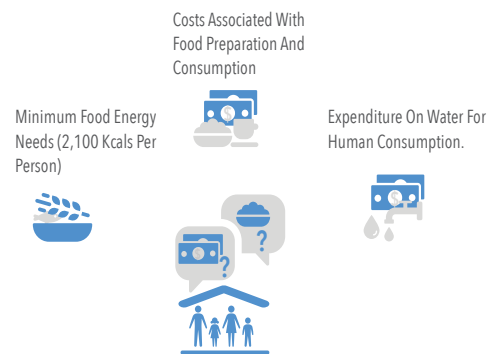 Costs Associated With
Food Preparation And
Consumption
Minimum Food Energy
Needs (2,100 Kcals Per
Person)
Expenditure On Water For
Human Consumption.
$
$
?
$
?